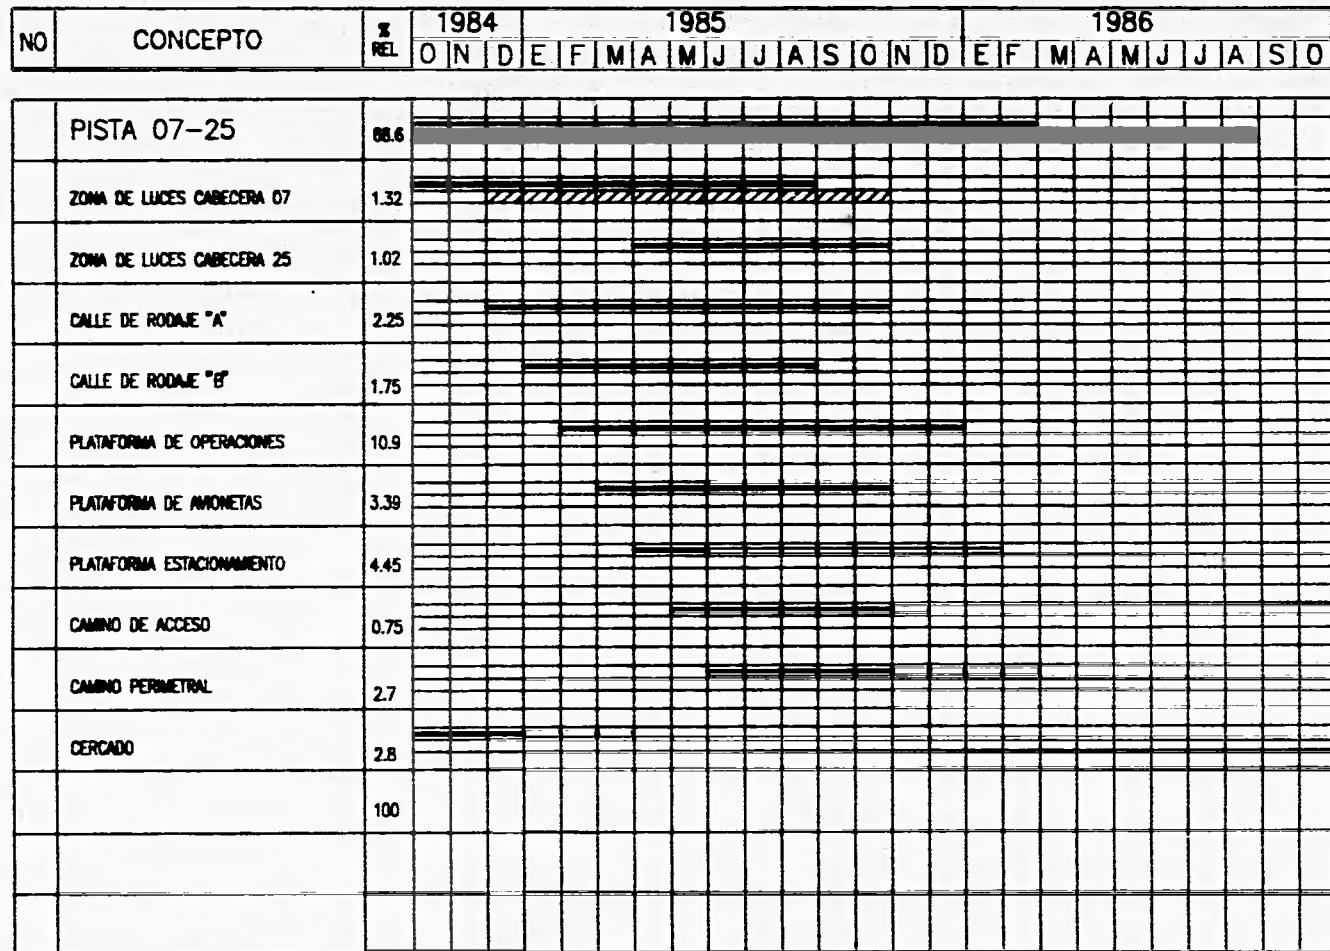 NO CONCEPTO % REL 1984 1985 1986
O N D E F M A M J J A S O N D E F M A M J J A S O
PISTA 07-25 68.6
ZONA DE LUCES CABECERA 07 1.32
ZONA DE LUCES CABECERA 25 1.02
CALLE DE RODAJE "A" 2.25
CALLE DE RODAJE "B" 1.75
PLATAFORMA DE OPERACIONES 10.9
PLATAFORMA DE AVIONETAS 3.39
PLATAFORMA ESTACIONAMIENTO 4.45
CAMINO DE ACCESO 0.75
CAMINO PERIMETRAL 2.7
CERCADO 2.8
100